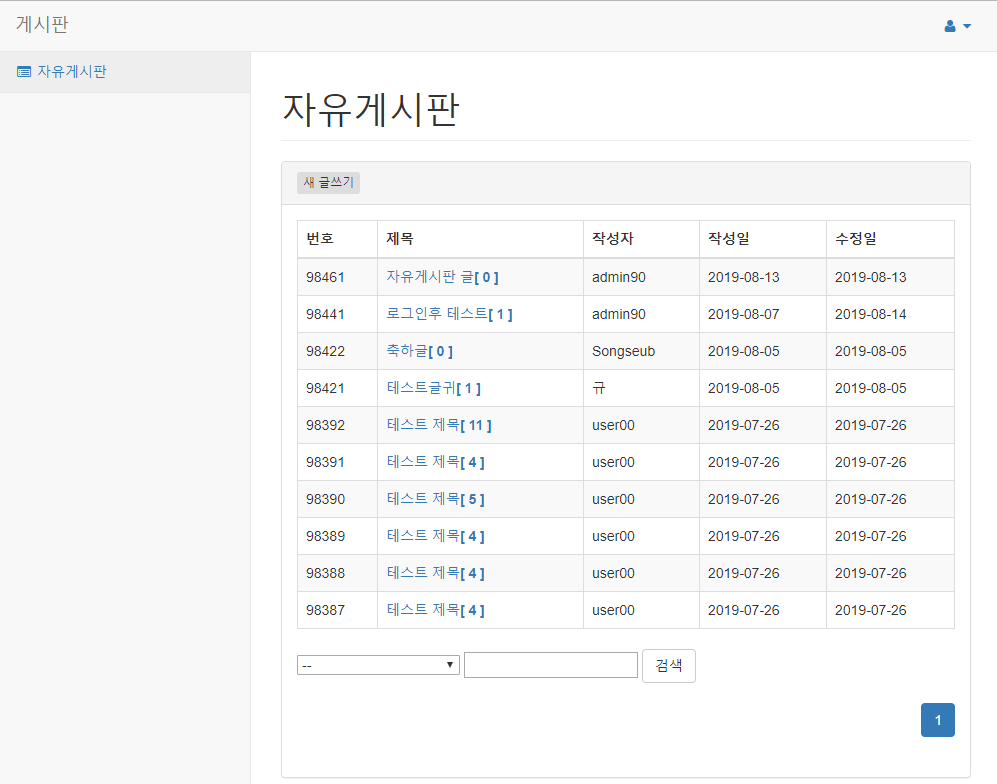 게시판
자유게시판
자유게시판
새 글쓰기
번호 제목 작성자 작성일 수정일
98461 자유게시판 글[ 0 ] admin90 2019-08-13 2019-08-13
98441 로그인후 테스트[ 1 ] admin90 2019-08-07 2019-08-14
98422 축하글[ 0 ] Songseub 2019-08-05 2019-08-05
98421 테스트글귀[ 1 ] 규 2019-08-05 2019-08-05
98392 테스트 제목[ 11 ] user00 2019-07-26 2019-07-26
98391 테스트 제목[ 4 ] user00 2019-07-26 2019-07-26
98390 테스트 제목[ 5 ] user00 2019-07-26 2019-07-26
98389 테스트 제목[ 4 ] user00 2019-07-26 2019-07-26
98388 테스트 제목[ 4 ] user00 2019-07-26 2019-07-26
98387 테스트 제목[ 4 ] user00 2019-07-26 2019-07-26
-- 검색
1